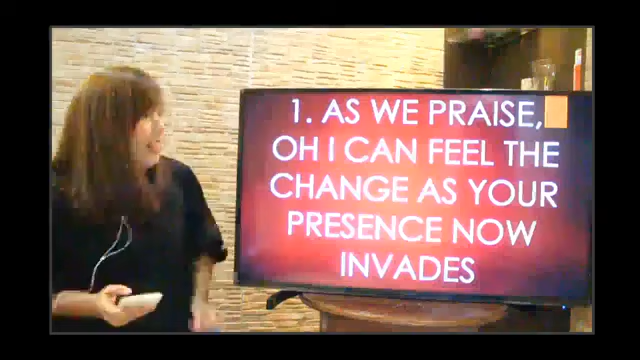 1. AS WE PRAISE,
OH I CAN FEEL THE
CHANGE AS YOUR
PRESENCE NOW
INVADES